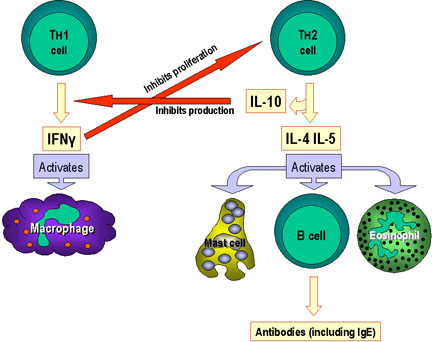 TH1
cell
TH2
cell
Inhibits proliferation
Inhibits production
IL-10
IFNγ
IL-4 IL-5
Activates
Activates
Macrophage
Mast cell
B cell
Eosinophil
Antibodies (including IgE)